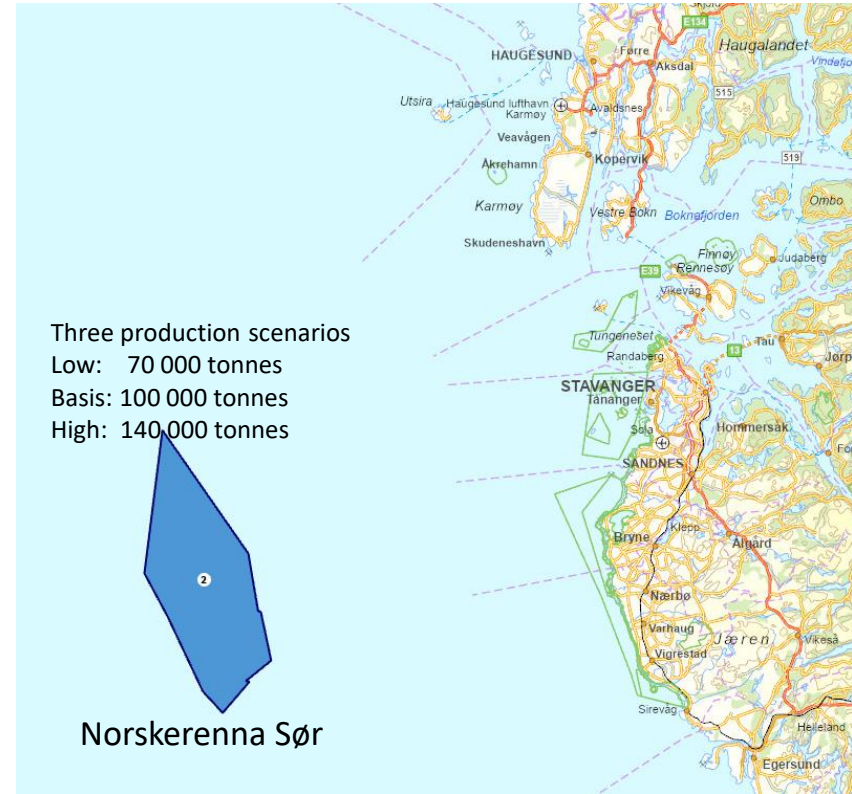 Skjold
E134
Haugalandet
HAUGESUND
Førre
Aksdal
Vindefjo
515
Utsira
Haugesund lufthavn
Karmøy
Avaldsnes
Veavågen
Åkrehamn
Kopervik
519
Karmøy
Vestre Bokn
Boknafjorden
Ombo
Skudeneshavn
Finnøy
Judaberg
E39
Rennesøy
Vikevåg
Three production scenarios
Low: 70 000 tonnes
Basis: 100 000 tonnes
High: 140 000 tonnes
Tungeneset
Randaberg
13
Tau
Jørp
STAVANGER
Tananger
Sola
Hommersåk
SANDNES
Klepp
Bryne
Ålgård
2
Nærbø
Varhaug
Jæren
Vikeså
Vigrestad
Sirevåg
Helleland
Egersund
Norskerenna Sør